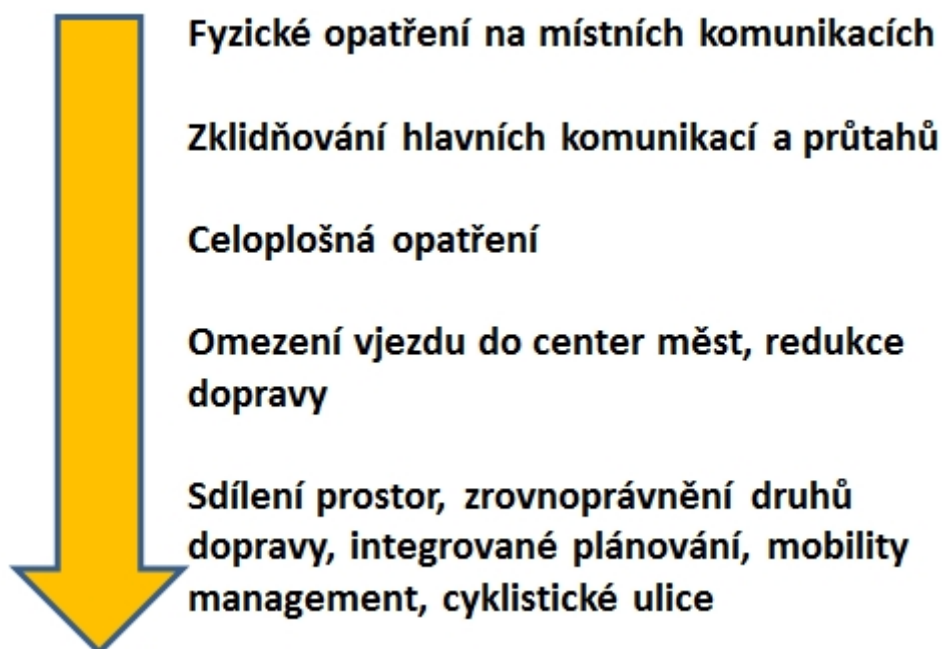 Fyzické opatření na místních komunikacích
Zklidňování hlavních komunikací a průtahů
Celoplošná opatření
Omezení vjezdu do center měst, redukce
dopravy
Sdílení prostor, zrovnoprávnění druhů
dopravy, integrované plánování, mobility
management, cyklistické ulice